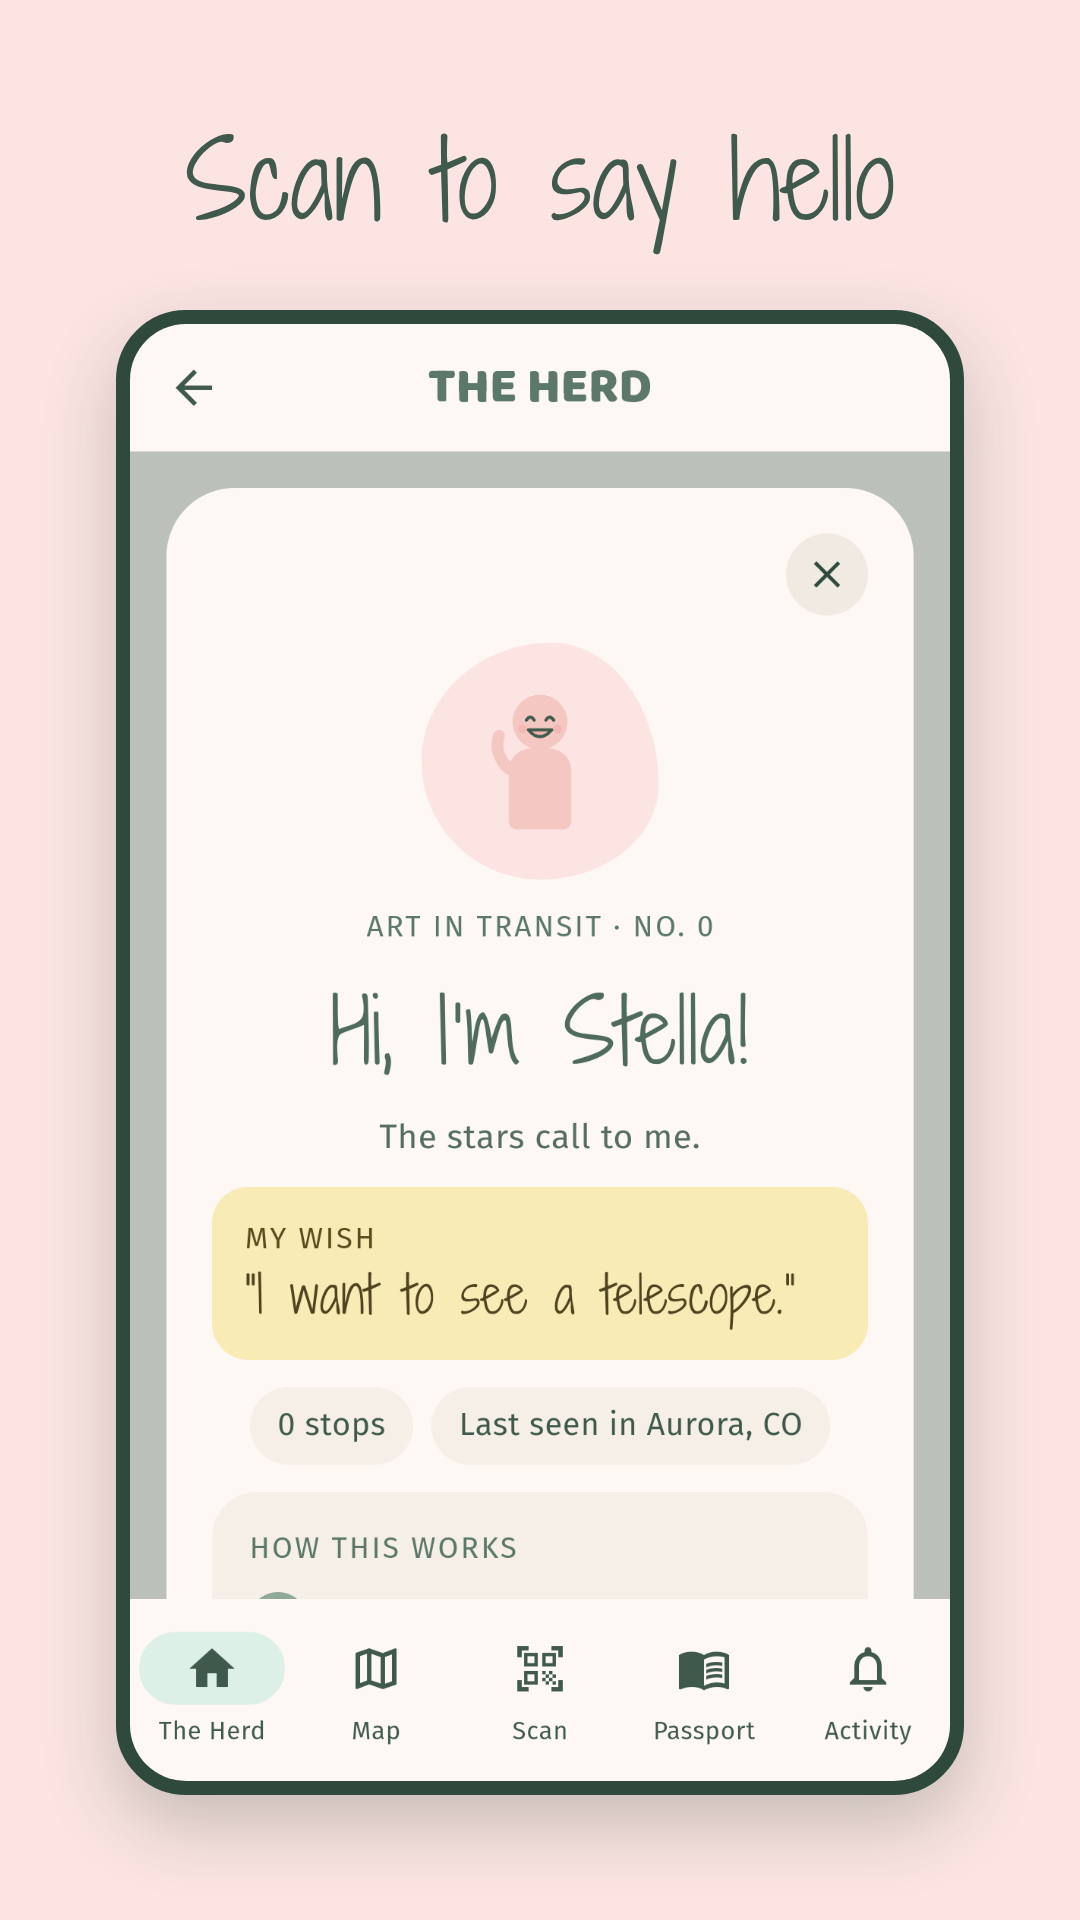 Scan to say hello
THE HERD
ART IN TRANSIT · NO. 0
Hi, I'm Stella!
The stars call to me.
MY WISH
"I want to see a telescope."
0 stops
Last seen in Aurora, CO
HOW THIS WORKS
The Herd
Map
Scan
Passport
Activity